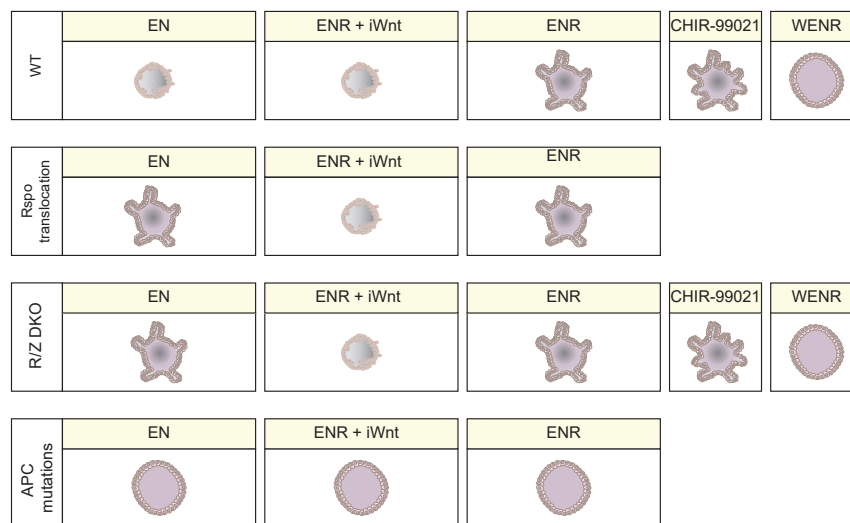 WT
EN
ENR + iWnt
ENR
CHIR-99021
WENR
Rspo
translocation
EN
ENR + iWnt
ENR
R/Z DKO
EN
ENR + iWnt
ENR
CHIR-99021
WENR
APC
mutations
EN
ENR + iWnt
ENR